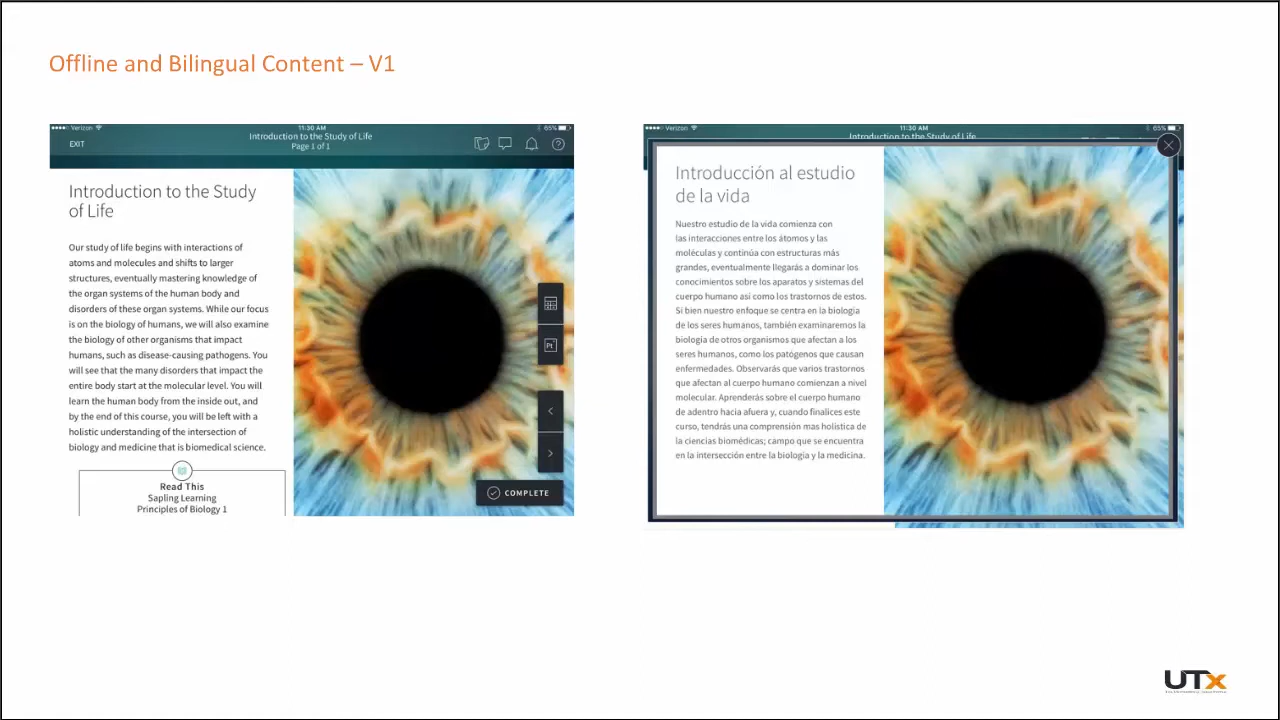 Offline and Bilingual Content – V1
Verizon
11:30 AM
65%
EXIT
Introduction to the Study of Life
Page 1 of 1
Introduction to the Study
of Life
Our study of life begins with interactions of
atoms and molecules and shifts to larger
structures, eventually mastering knowledge of
the organ systems of the human body and
disorders of these organ systems. While our focus
is on the biology of humans, we will also examine
the biology of other organisms that impact
humans, such as disease-causing pathogens. You
will see that the many disorders that impact the
entire body start at the molecular level. You will
learn the human body from the inside out, and
by the end of this course, you will be left with a
holistic understanding of the intersection of
biology and medicine that is biomedical science.
Read This
Sapling Learning
Principles of Biology 1
Pt
COMPLETE
Verizon
11:30 AM
65%
Introduction to the Study of Life
Introducción al estudio
de la vida
Nuestro estudio de la vida comienza con
las interacciones entre los átomos y las
moléculas y continúa con estructuras más
grandes, eventualmente llegarás a dominar los
conocimientos sobre los aparatos y sistemas del
cuerpo humano así como los trastornos de estos.
Si bien nuestro enfoque se centra en la biología
de los seres humanos, también examinaremos la
biología de otros organismos que afectan a los
seres humanos, como los patógenos que causan
enfermedades. Observarás que varios trastornos
que afectan al cuerpo humano comienzan a nivel
molecular. Aprenderás sobre el cuerpo humano
de adentro hacia afuera y, cuando finalices este
curso, tendrás una comprensión mas holística de
la ciencias biomédicas; campo que se encuentra
en la intersección entre la biología y la medicina.
UTx